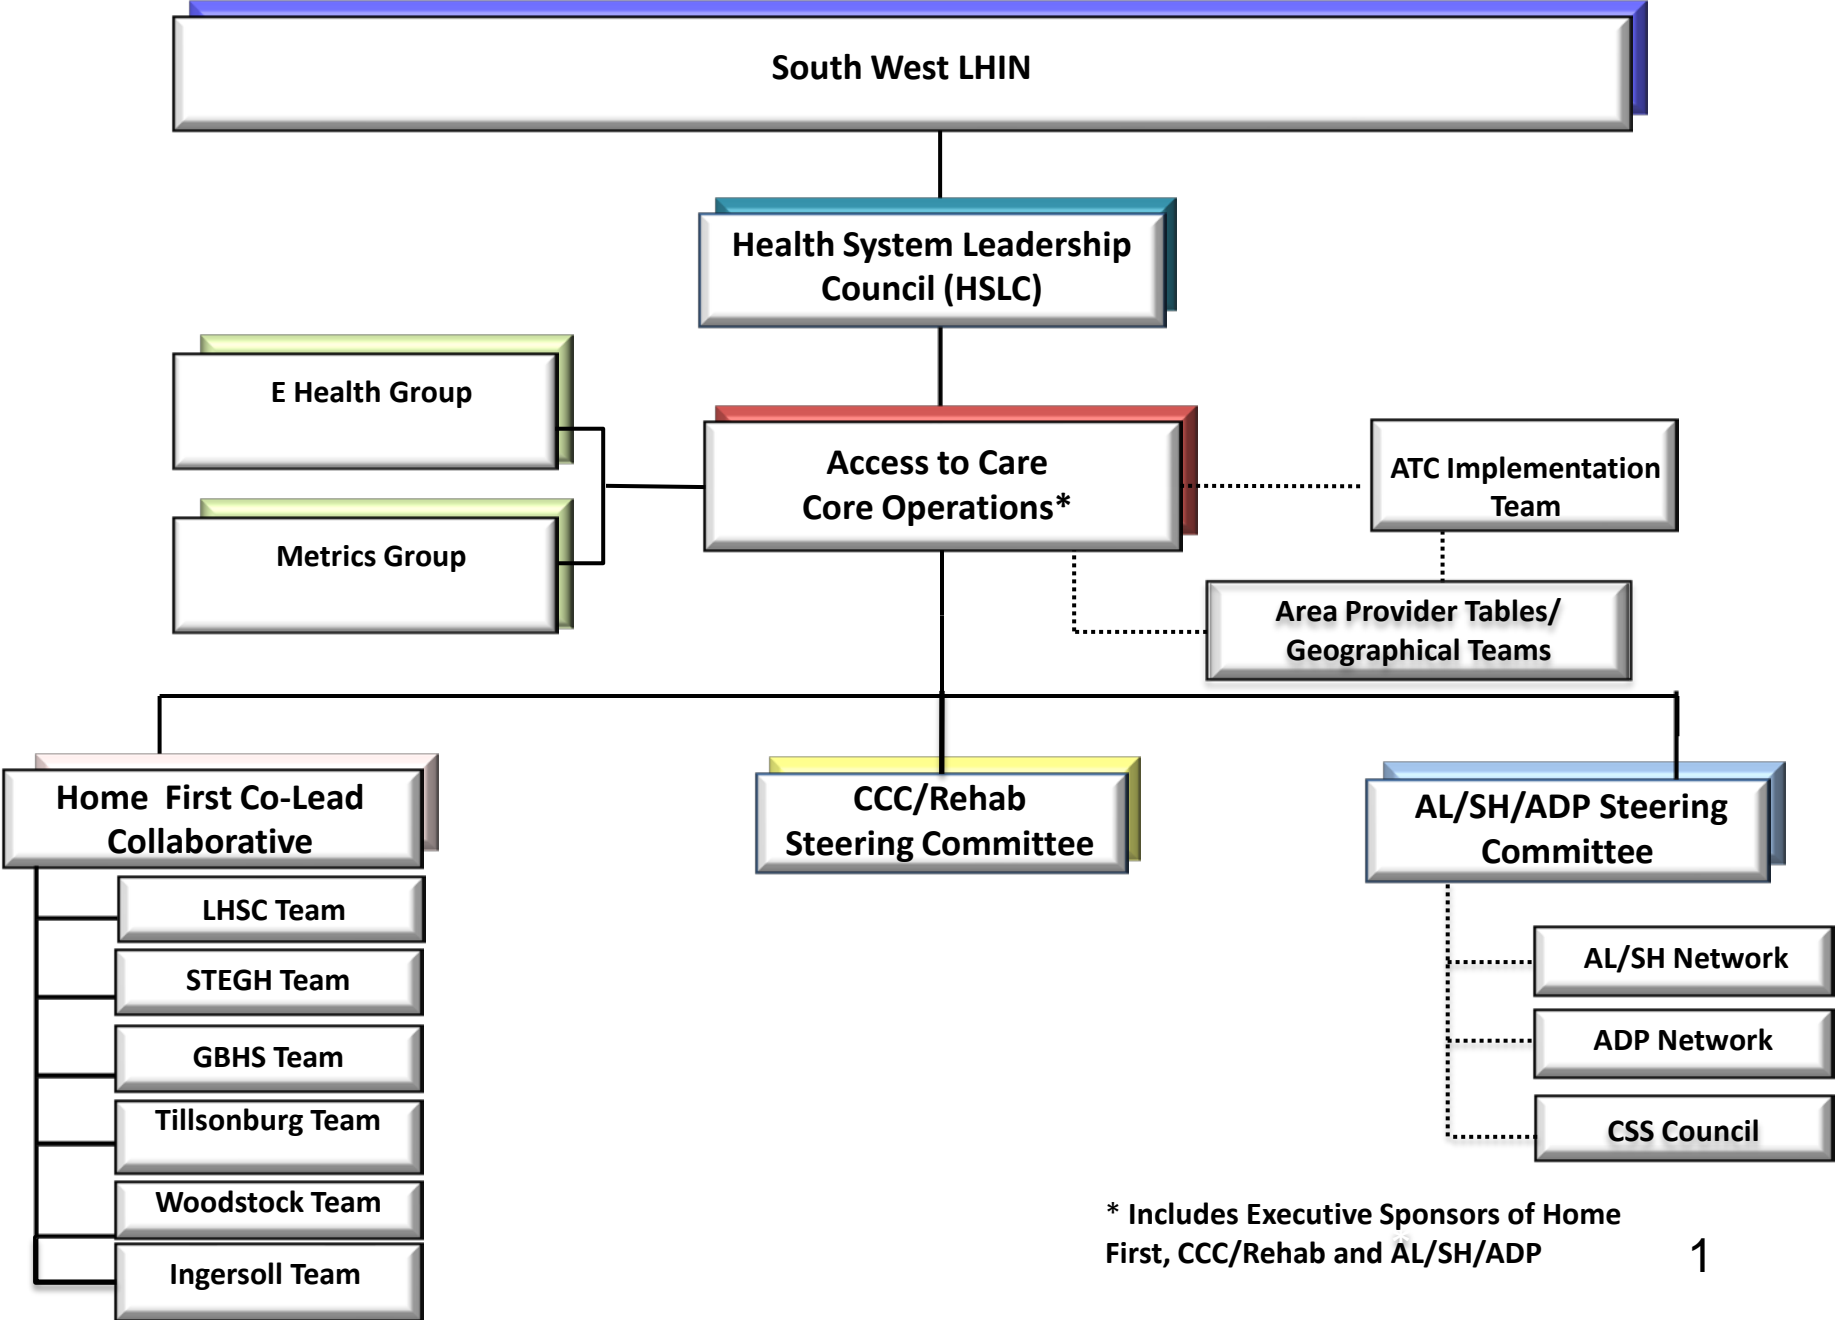 South West LHIN
Health System Leadership
Council (HSLC)
E Health Group
Metrics Group
Access to Care
Core Operations*
ATC Implementation
Team
Area Provider Tables/
Geographical Teams
Home  First Co-Lead
Collaborative
LHSC Team
STEGH Team
GBHS Team
Tillsonburg Team
Woodstock Team
Ingersoll Team
CCC/Rehab
Steering Committee
AL/SH/ADP Steering
Committee
AL/SH Network
ADP Network
CSS Council
* Includes Executive Sponsors of Home
First, CCC/Rehab and AL/SH/ADP
1